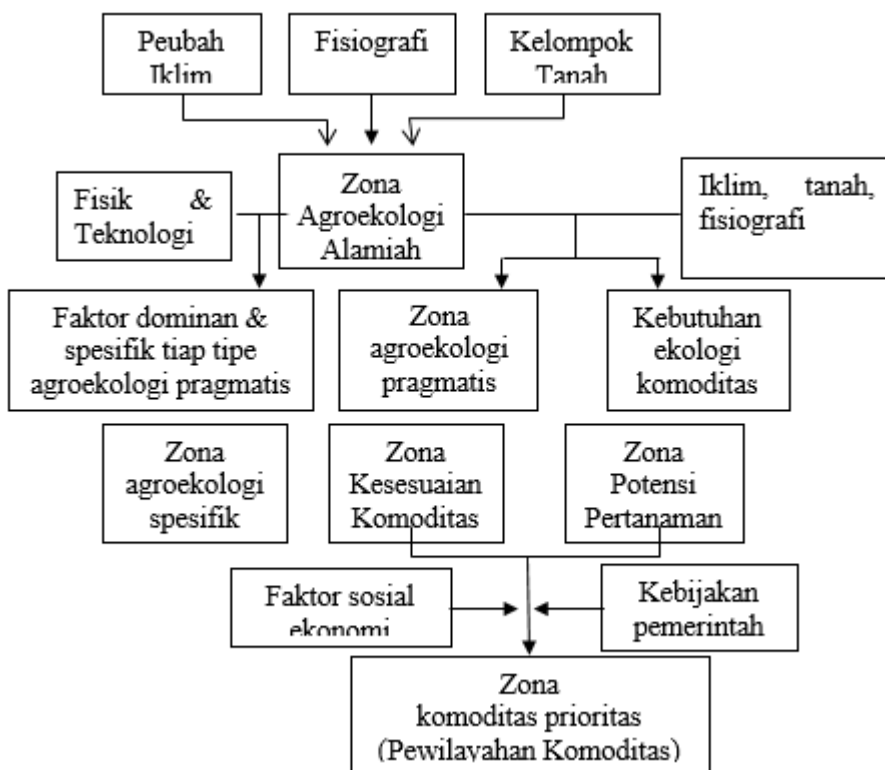 Peubah
Iklim
Fisiografi
Kelompok
Tanah
Fisik &
Teknologi
Zona
Agroekologi
Alamiah
Iklim, tanah,
fisiografi
Faktor dominan &
spesifik tiap tipe
agroekologi pragmatis
Zona
agroekologi
pragmatis
Kebutuhan
ekologi
komoditas
Zona
agroekologi
spesifik
Zona
Kesesuaian
Komoditas
Zona
Potensi
Pertanaman
Faktor sosial
ekonomi
Kebijakan
pemerintah
Zona
komoditas prioritas
(Pewilayahan Komoditas)